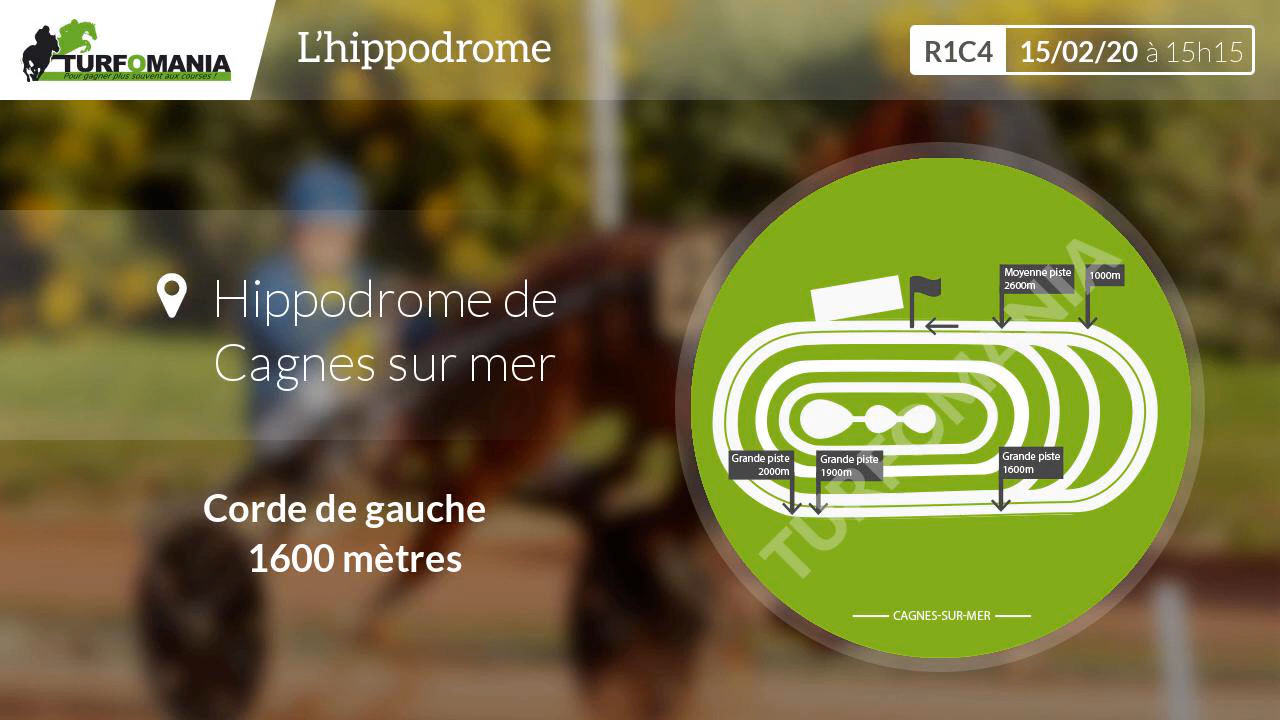 TURFOMANIA
Pour gagner plus souvent aux courses !
L'hippodrome
R1C4 15/02/20 à 15h15
Hippodrome de
Cagnes sur mer
Corde de gauche
1600 mètres
Moyenne piste
2600m
1000m
Grande piste
2000m
Grande piste
1900m
Grande piste
1600m
TURFOMANIA
CAGNES-SUR-MER